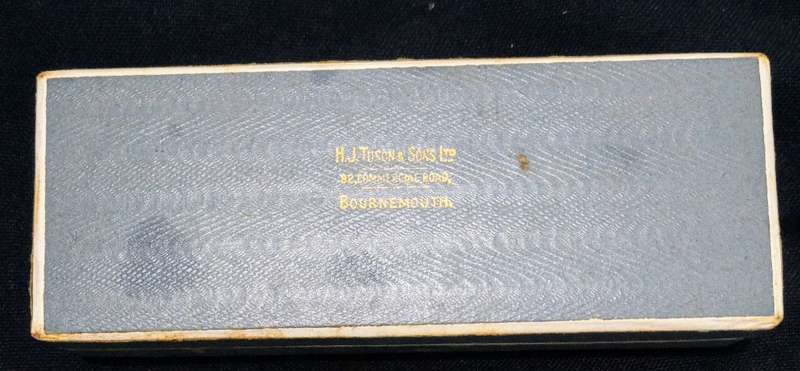 H.J. TUSON & SONS, LTD
82, COMMERCIAL ROAD,
BOURNEMOUTH.